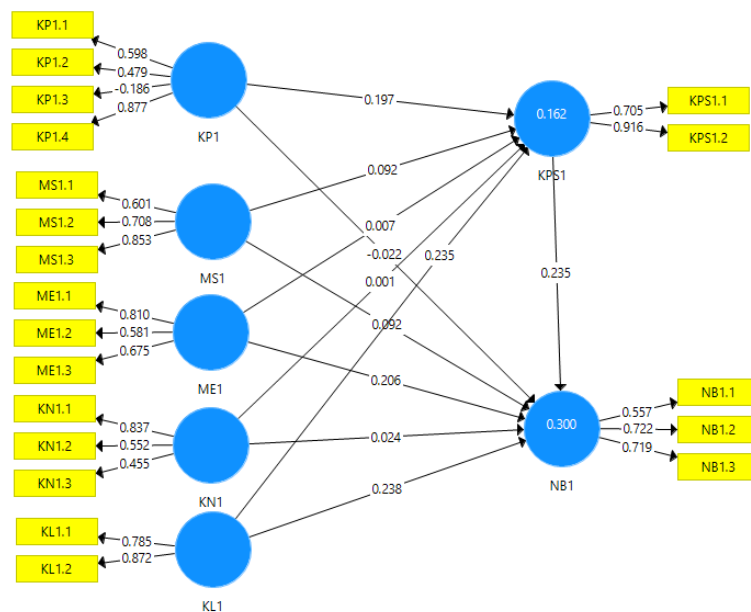 KP1.1
KP1.2
KP1.3
KP1.4
0.598
0.479
-0.186
0.877
KP1
0.197
0.162
KPS1
0.705
0.916
KPS1.1
KPS1.2
MS1.1
MS1.2
MS1.3
0.601
0.708
0.853
MS1
0.092
0.007
-0.022
0.235
0.001
0.092
0.235
ME1.1
ME1.2
ME1.3
0.810
0.581
0.675
ME1
0.206
KN1.1
KN1.2
KN1.3
0.837
0.552
0.455
KN1
0.024
0.238
0.300
NB1
0.557
0.722
0.719
NB1.1
NB1.2
NB1.3
KL1.1
KL1.2
0.785
0.872
KL1